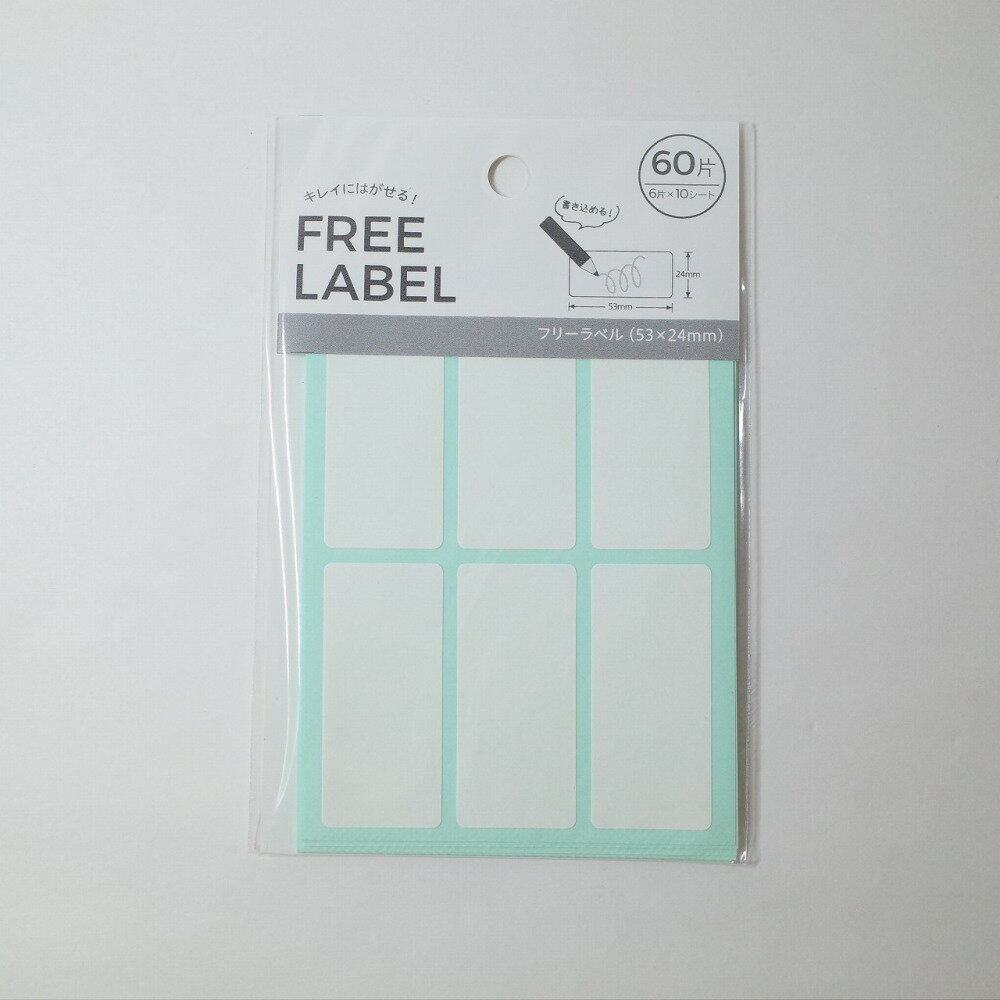 キレイにはがせる!
FREE
LABEL
60片
6片×10シート
書き込める!
24mm
53mm
フリーラベル(53×24mm)